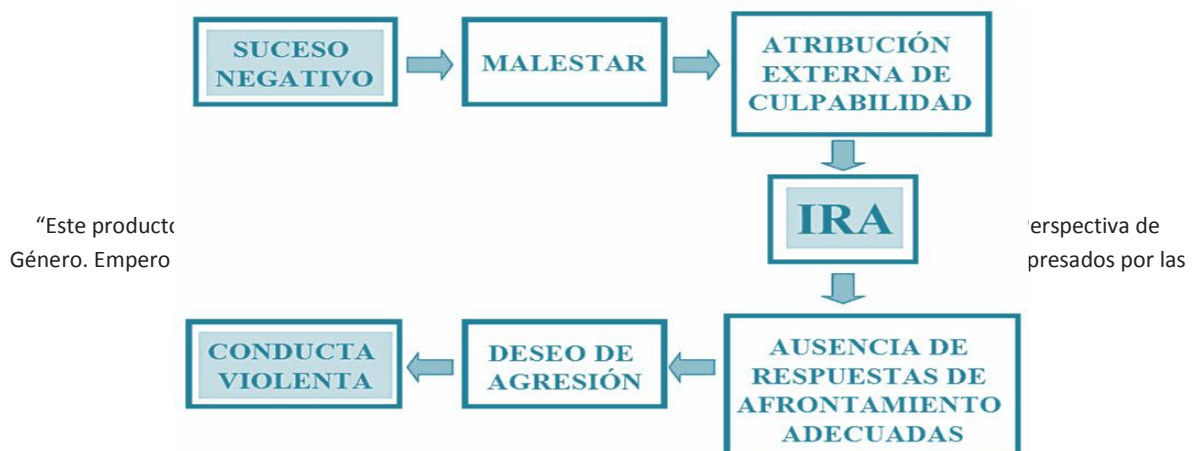 SUCESO
NEGATIVO
MALESTAR
ATRIBUCIÓN
EXTERNA DE
CULPABILIDAD
IRA
“Este producto
erspectiva de
Género. Empero
presados por las
AUSENCIA DE
RESPUESTAS DE
AFRONTAMIENTO
ADECUADAS
DESEO DE
AGRESIÓN
CONDUCTA
VIOLENTA